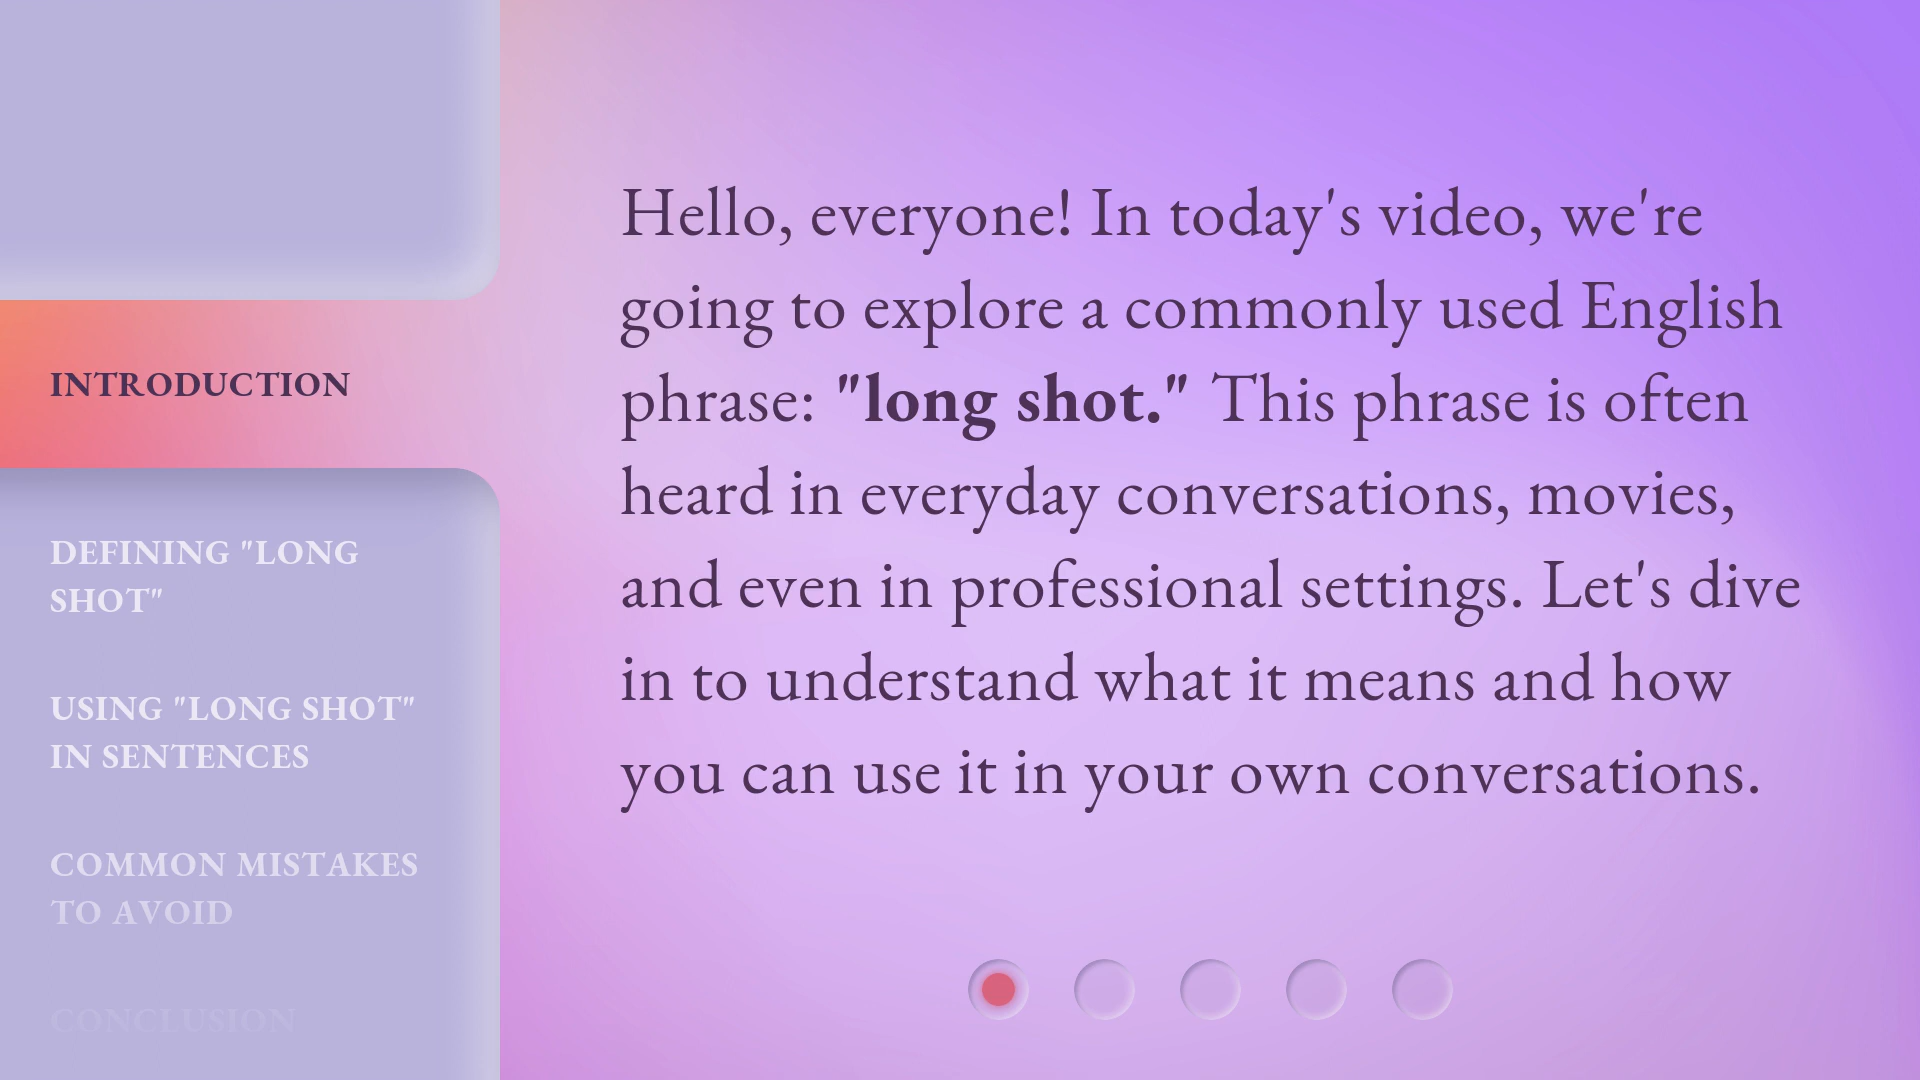 INTRODUCTION
DEFINING "LONG
SHOT"
USING "LONG SHOT"
IN SENTENCES
COMMON MISTAKES
TO AVOID
CONCLUSION
Hello, everyone! In today's video, we're
going to explore a commonly used English
phrase: "long shot." This phrase is often
heard in everyday conversations, movies,
and even in professional settings. Let's dive
in to understand what it means and how
you can use it in your own conversations.